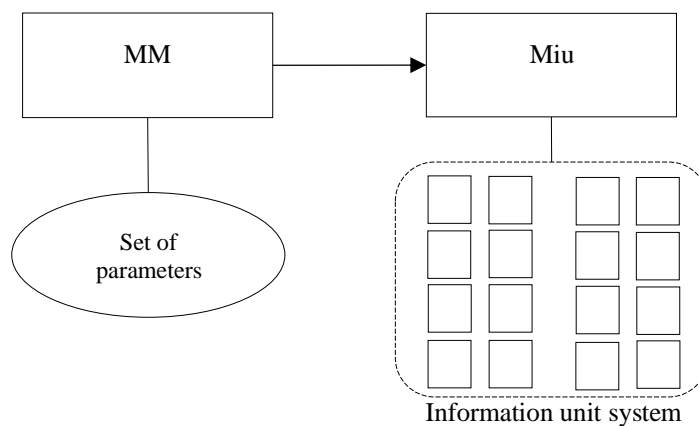 MM
Miu
Set of
parameters
Information unit system